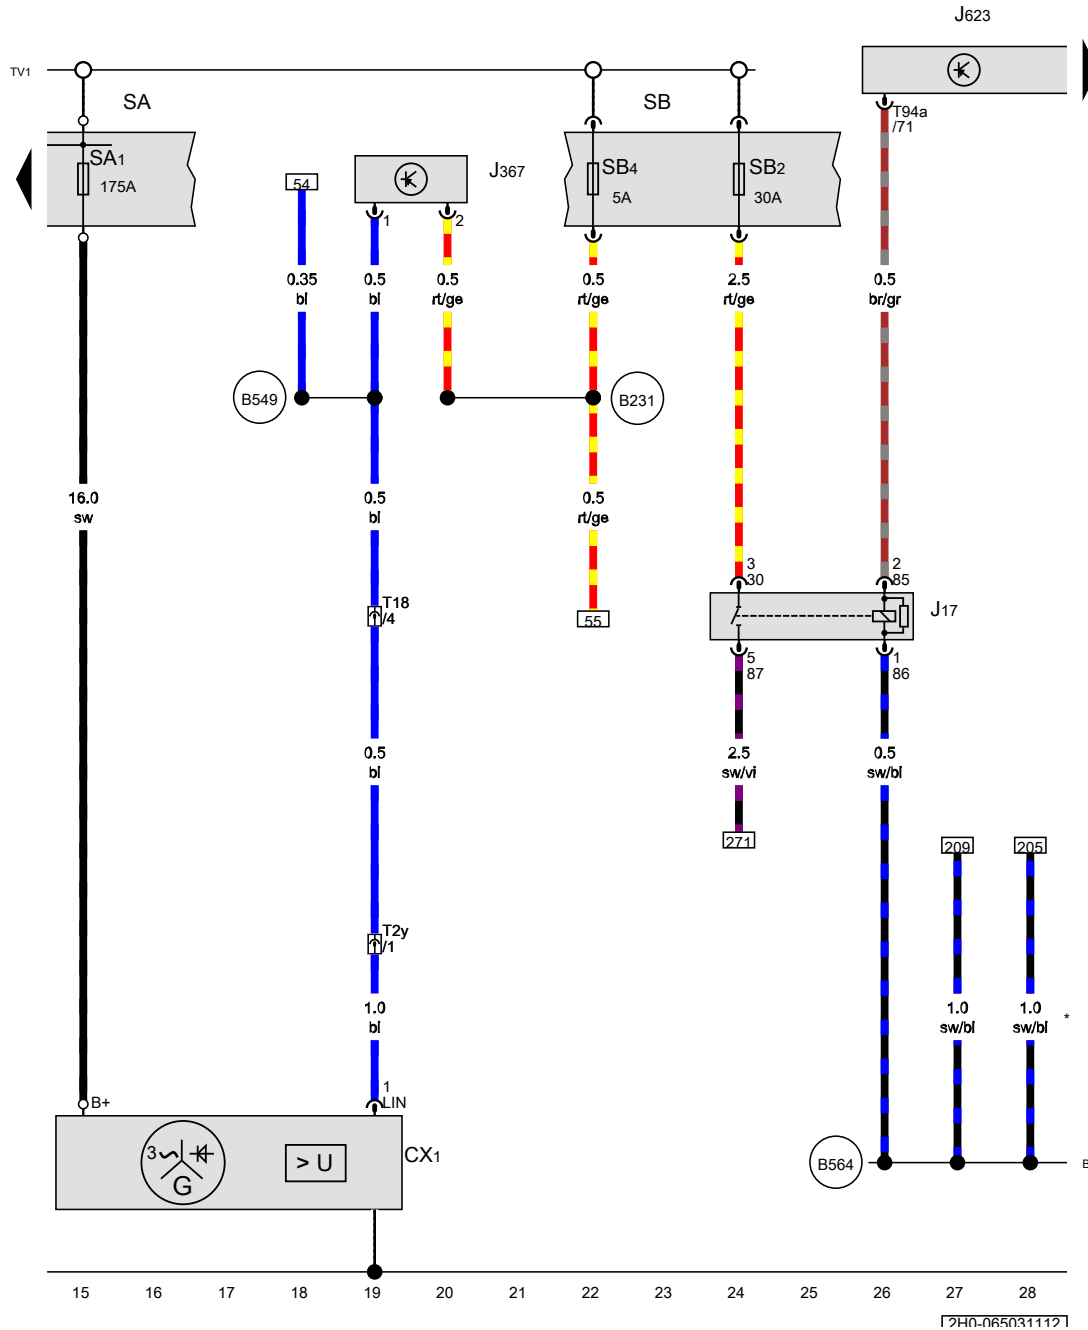 J623
TV1
SA
SB
T94a
/71
SA1
175A
J367
SB4
5A
SB2
30A
54
1
2
0.35
bl
0.5
bl
0.5
rt/ge
0.5
rt/ge
2.5
rt/ge
0.5
br/gr
B549
B231
16.0
sw
0.5
bl
0.5
rt/ge
3
30
2
85
T18
/4
55
J17
5
87
1
86
0.5
bl
2.5
sw/vi
0.5
sw/bl
271
209
205
T2y
/1
1.0
bl
1.0
sw/bl
1.0
sw/bl
*
1
B+
LIN
3
G
> U
CX1
B564
B
15 16 17 18 19 20 21 22 23 24 25 26 27 28
2H0-065031112